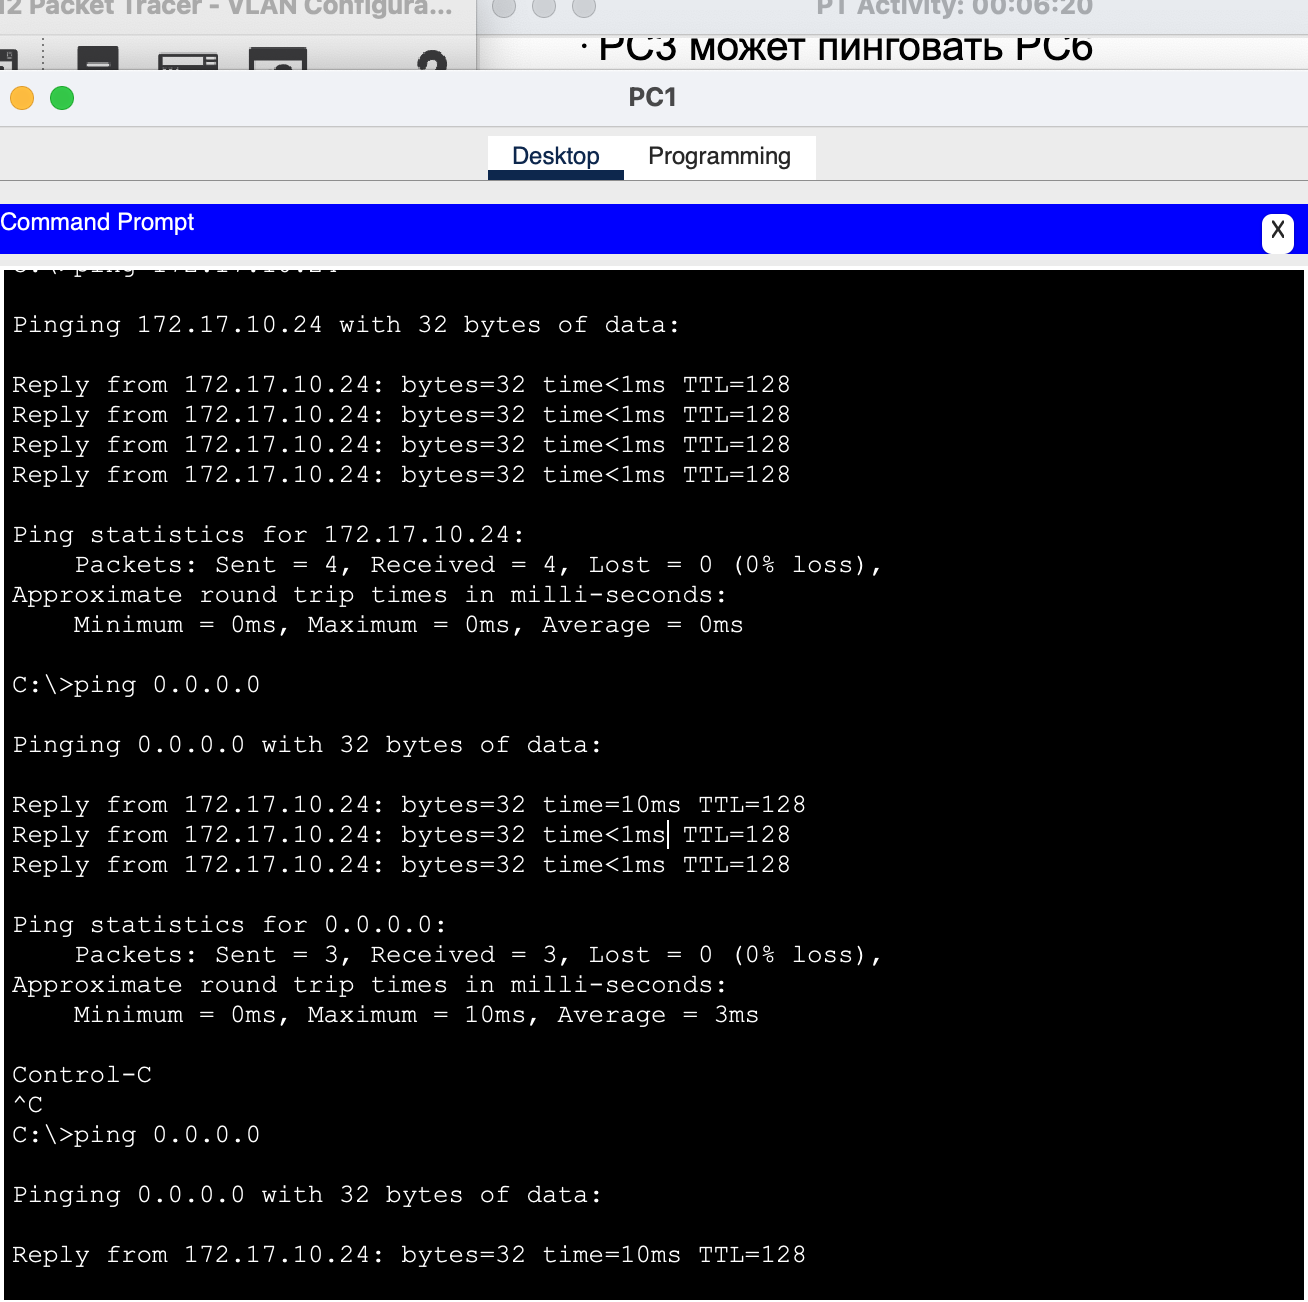 12 Packet Tracer - VLAN Configura...
PT Activity: 00:06:20
· PC3 может пинговать PC6
PC1
Desktop
Programming
Command Prompt
X
C:\>ping 172.17.10.24
Pinging 172.17.10.24 with 32 bytes of data:
Reply from 172.17.10.24: bytes=32 time<1ms TTL=128
Reply from 172.17.10.24: bytes=32 time<1ms TTL=128
Reply from 172.17.10.24: bytes=32 time<1ms TTL=128
Reply from 172.17.10.24: bytes=32 time<1ms TTL=128
Ping statistics for 172.17.10.24:
Packets: Sent = 4, Received = 4, Lost = 0 (0% loss),
Approximate round trip times in milli-seconds:
Minimum = 0ms, Maximum = 0ms, Average = 0ms
C:\>ping 0.0.0.0
Pinging 0.0.0.0 with 32 bytes of data:
Reply from 172.17.10.24: bytes=32 time=10ms TTL=128
Reply from 172.17.10.24: bytes=32 time<1ms TTL=128
Reply from 172.17.10.24: bytes=32 time<1ms TTL=128
Ping statistics for 0.0.0.0:
Packets: Sent = 3, Received = 3, Lost = 0 (0% loss),
Approximate round trip times in milli-seconds:
Minimum = 0ms, Maximum = 10ms, Average = 3ms
Control-C
^C
C:\>ping 0.0.0.0
Pinging 0.0.0.0 with 32 bytes of data:
Reply from 172.17.10.24: bytes=32 time=10ms TTL=128